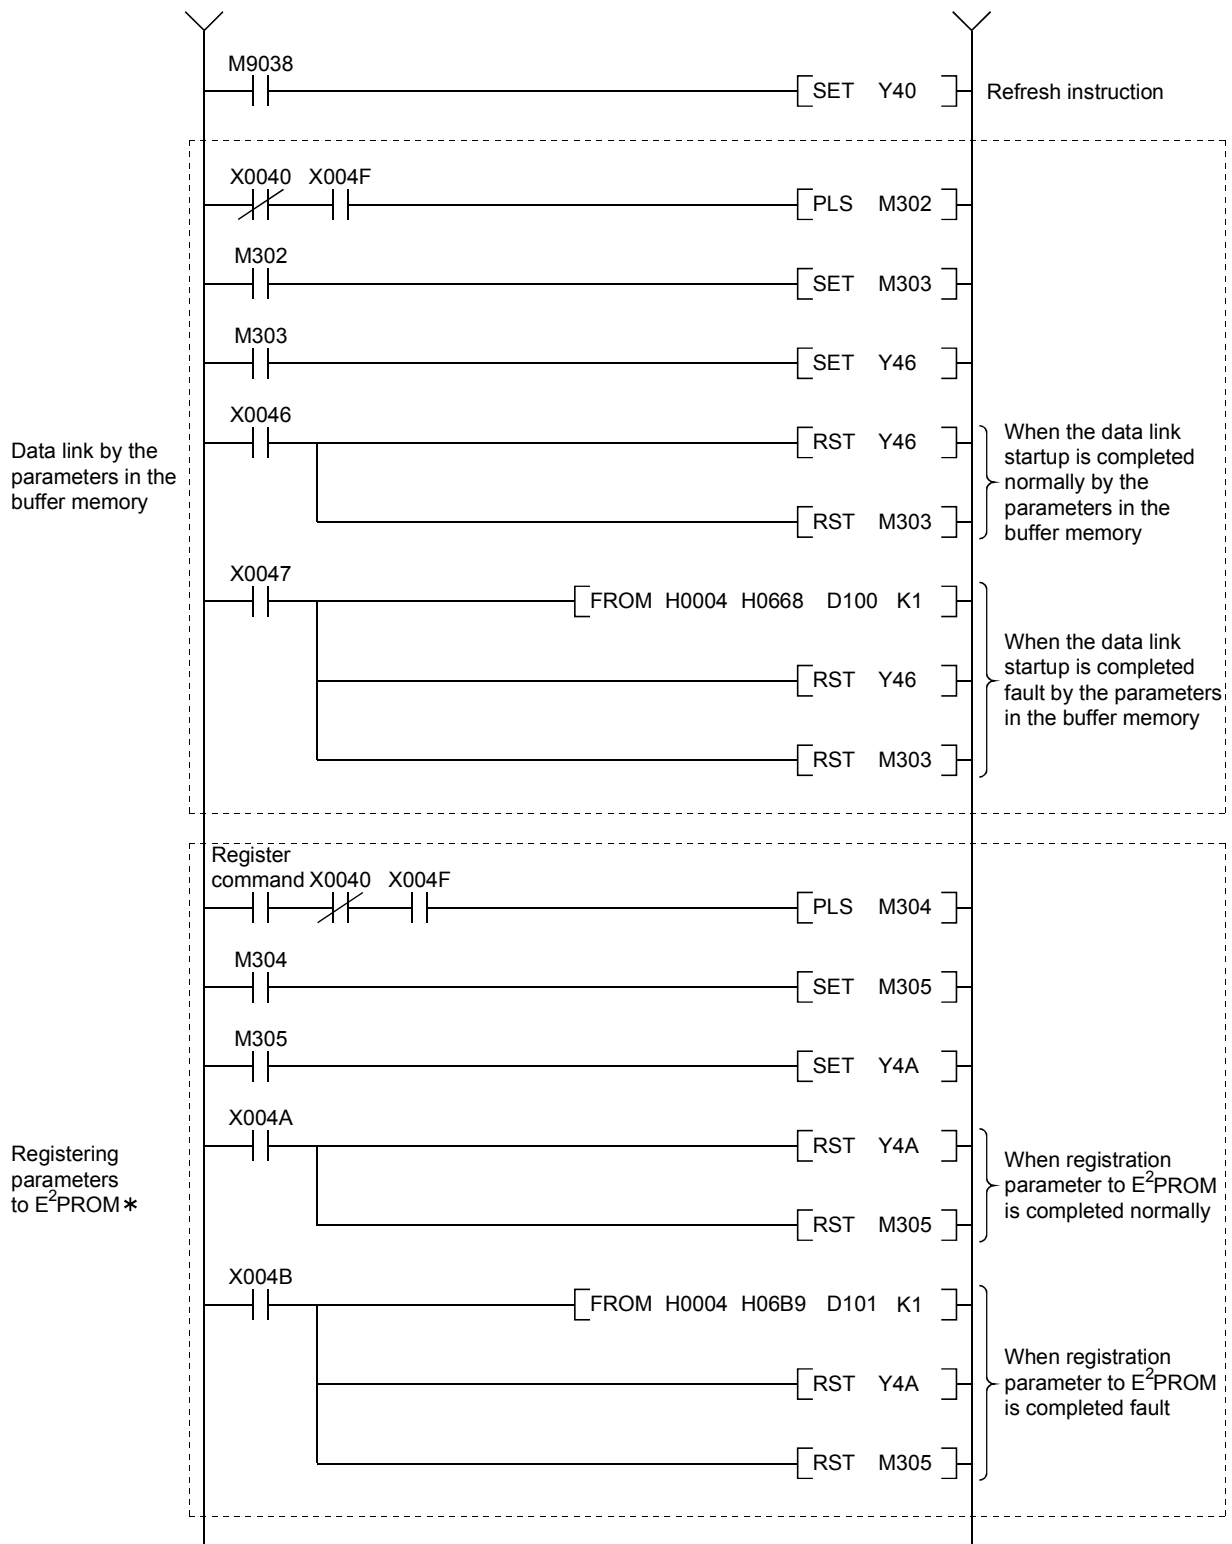 M9038
SET Y40 Refresh instruction
X0040 X004F
PLS M302
M302
SET M303
M303
SET Y46
Data link by the
parameters in the
buffer memory
X0046
RST Y46
RST M303
When the data link
startup is completed
normally by the
parameters in the
buffer memory
X0047
FROM H0004 H0668 D100 K1
RST Y46
RST M303
When the data link
startup is completed
fault by the parameters
in the buffer memory
Register
command X0040 X004F
PLS M304
M304
SET M305
M305
SET Y4A
Registering
parameters
to E²PROM*
X004A
RST Y4A
RST M305
When registration
parameter to E²PROM
is completed normally
X004B
FROM H0004 H06B9 D101 K1
RST Y4A
RST M305
When registration
parameter to E²PROM
is completed fault